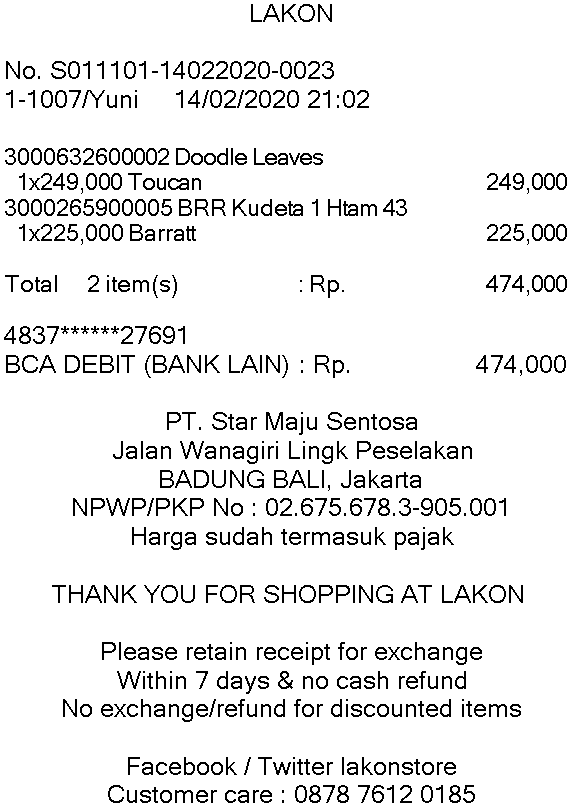 LAKON
No. S011101-14022020-0023
1-1007/Yuni 14/02/2020 21:02
3000632600002 Doodle Leaves
1x249,000 Toucan 249,000
3000265900005 BRR Kudeta 1 Htam 43
1x225,000 Barratt 225,000
Total 2 item(s) : Rp. 474,000
4837******27691
BCA DEBIT (BANK LAIN) : Rp. 474,000
PT. Star Maju Sentosa
Jalan Wanagiri Lingk Peselakan
BADUNG BALI, Jakarta
NPWP/PKP No : 02.675.678.3-905.001
Harga sudah termasuk pajak
THANK YOU FOR SHOPPING AT LAKON
Please retain receipt for exchange
Within 7 days & no cash refund
No exchange/refund for discounted items
Facebook / Twitter lakonstore
Customer care : 0878 7612 0185